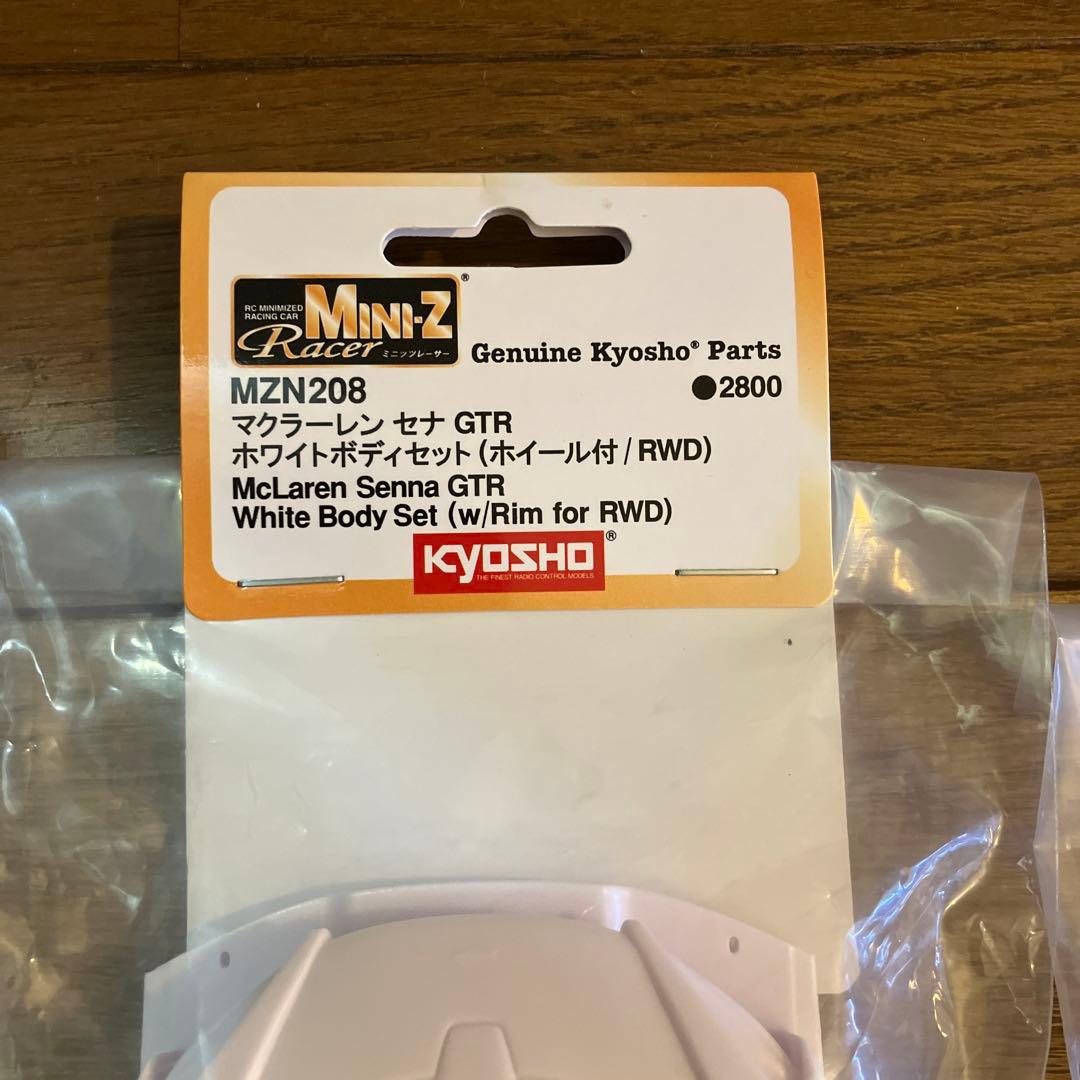 RC MINIMIZED
RACING CAR
MINI-Z®
Racer
ミニッツレーサー
Genuine Kyosho® Parts
MZN208
●2800
マクラーレン セナ GTR
ホワイトボディセット(ホイール付 / RWD)
McLaren Senna GTR
White Body Set (w/Rim for RWD)
KYOSHO®
THE FINEST RADIO CONTROL MODELS